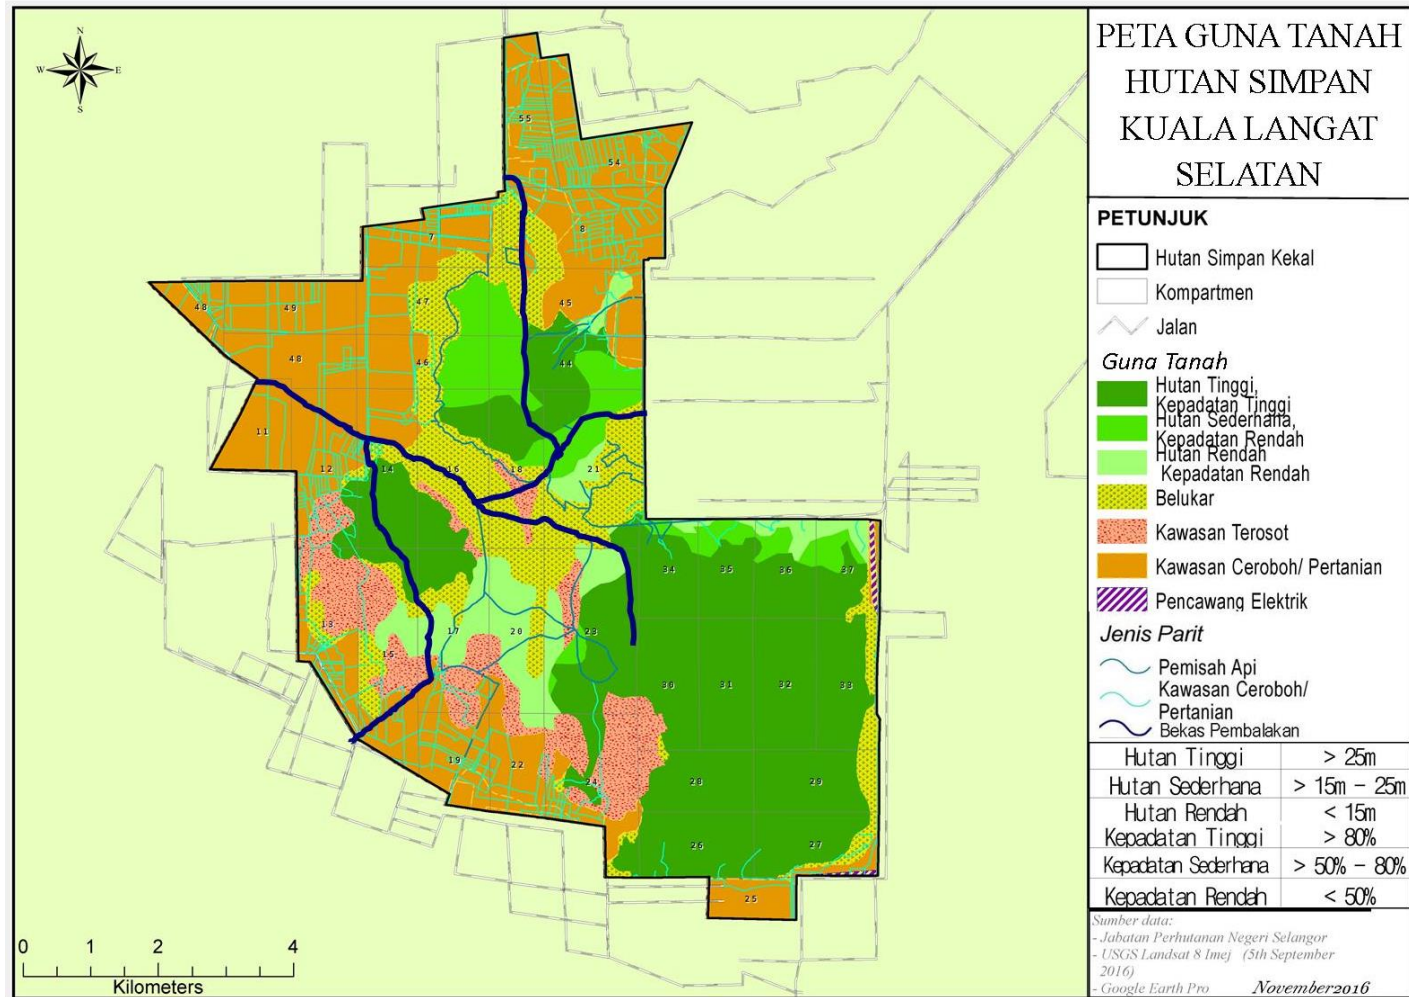 PETA GUNA TANAH
HUTAN SIMPAN
KUALA LANGAT
SELATAN
PETUNJUK
Hutan Simpan Kekal
Kompartmen
Jalan
Guna Tanah
Hutan Tinggi,
Kepadatan Tinggi
Hutan Sederhana,
Kepadatan Rendah
Hutan Rendah
Kepadatan Rendah
Belukar
Kawasan Terosot
Kawasan Ceroboh/ Pertanian
Pencawang Elektrik
Jenis Parit
Pemisah Api
Kawasan Ceroboh/
Pertanian
Bekas Pembalakan
Hutan Tinggi > 25m
Hutan Sederhana > 15m - 25m
Hutan Rendah < 15m
Kepadatan Tinggi > 80%
Kepadatan Sederhana > 50% - 80%
Kepadatan Rendah < 50%
Sumber data:
- Jabatan Perhutanan Negeri Selangor
- USGS Landsat 8 Imej (5th September
2016)
- Google Earth Pro November2016
N
W E
S
55
54
8
7
48
49
47
45
48
46
44
11
12
14
16
18
21
34
35
36
37
13
17
20
23
15
30
31
32
33
19
22
24
28
29
26
27
25
0 1 2 4
Kilometers